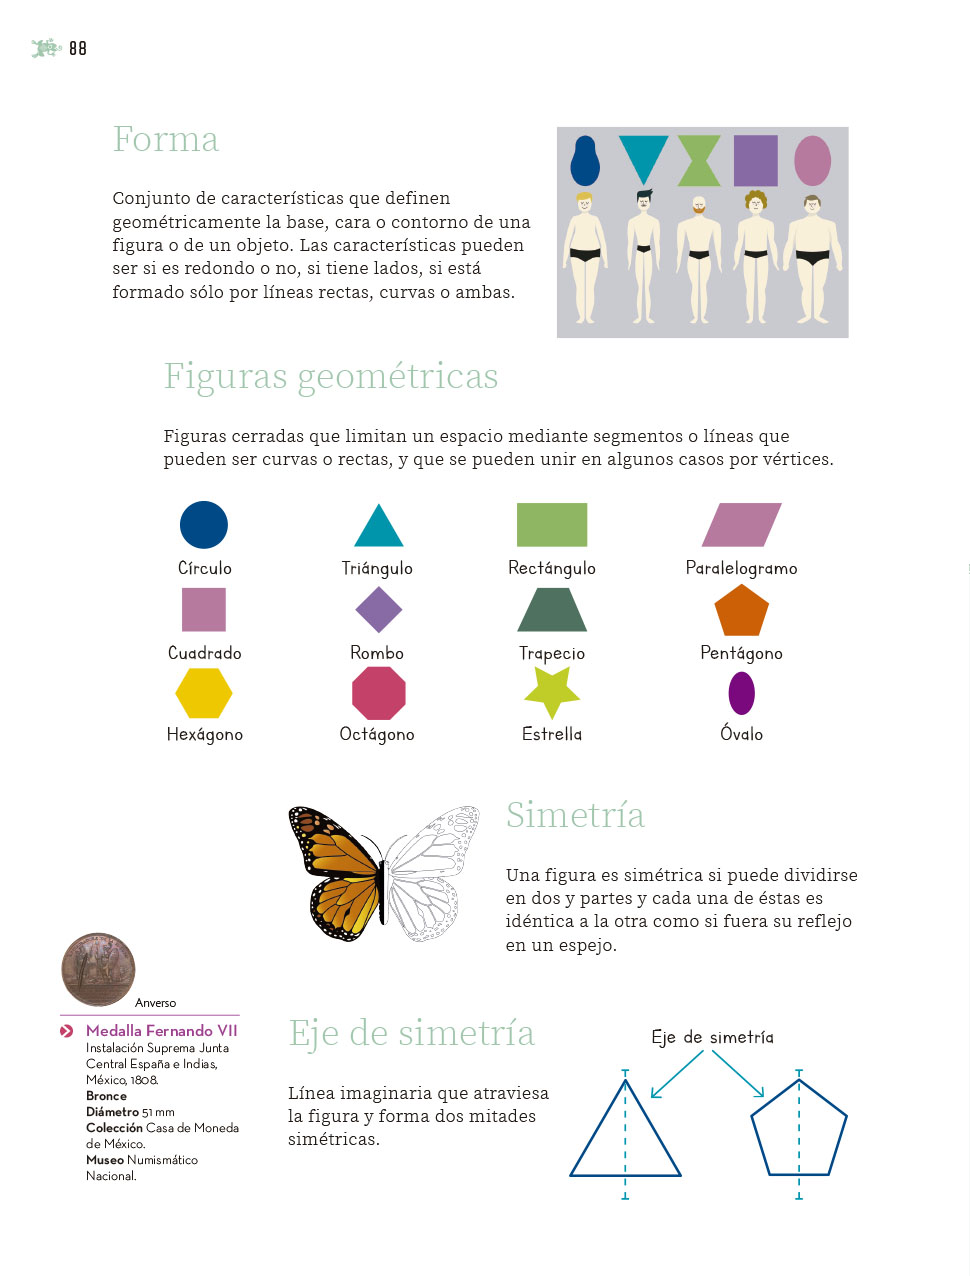 88
Forma
Conjunto de características que definen
geométricamente la base, cara o contorno de una
figura o de un objeto. Las características pueden
ser si es redondo o no, si tiene lados, si está
formado sólo por líneas rectas, curvas o ambas.
Figuras geométricas
Figuras cerradas que limitan un espacio mediante segmentos o líneas que
pueden ser curvas o rectas, y que se pueden unir en algunos casos por vértices.
Círculo
Triángulo
Rectángulo
Paralelogramo
Cuadrado
Rombo
Trapecio
Pentágono
Hexágono
Octágono
Estrella
Óvalo
Simetría
Una figura es simétrica si puede dividirse
en dos y partes y cada una de éstas es
idéntica a la otra como si fuera su reflejo
en un espejo.
Anverso
Medalla Fernando VII
Instalación Suprema Junta
Central España e Indias,
México, 1808.
Bronce
Diámetro 51 mm
Colección Casa de Moneda
de México.
Museo Numismático
Nacional.
Eje de simetría
Línea imaginaria que atraviesa
la figura y forma dos mitades
simétricas.
Eje de simetría